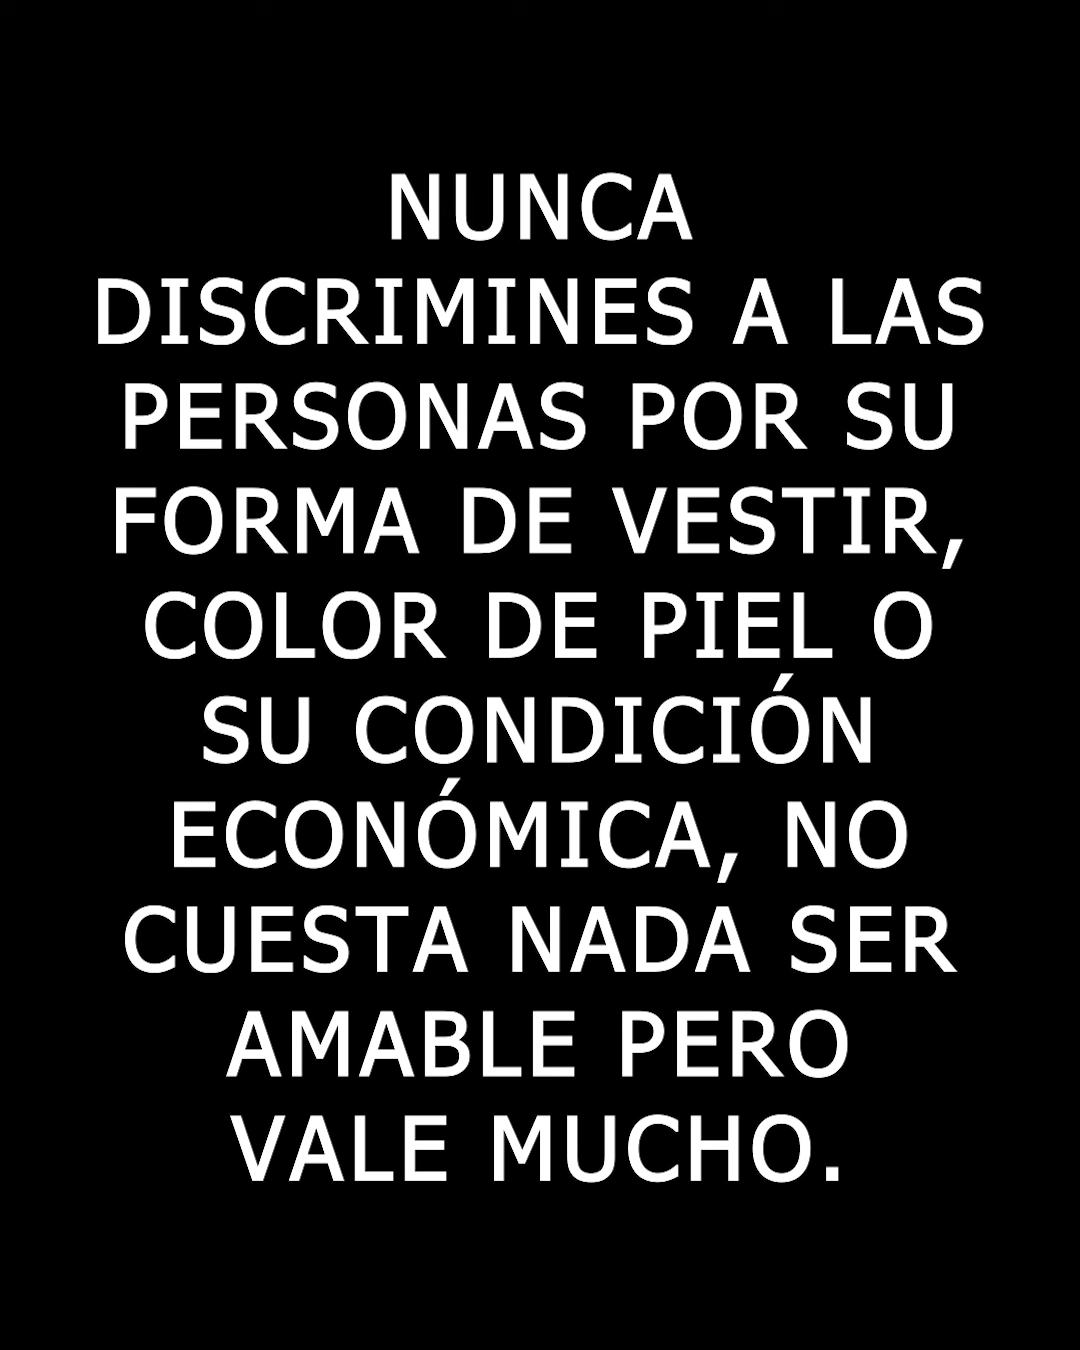 NUNCA
DISCRIMINES A LAS
PERSONAS POR SU
FORMA DE VESTIR,
COLOR DE PIEL O
SU CONDICIÓN
ECONÓMICA, NO
CUESTA NADA SER
AMABLE PERO
VALE MUCHO.